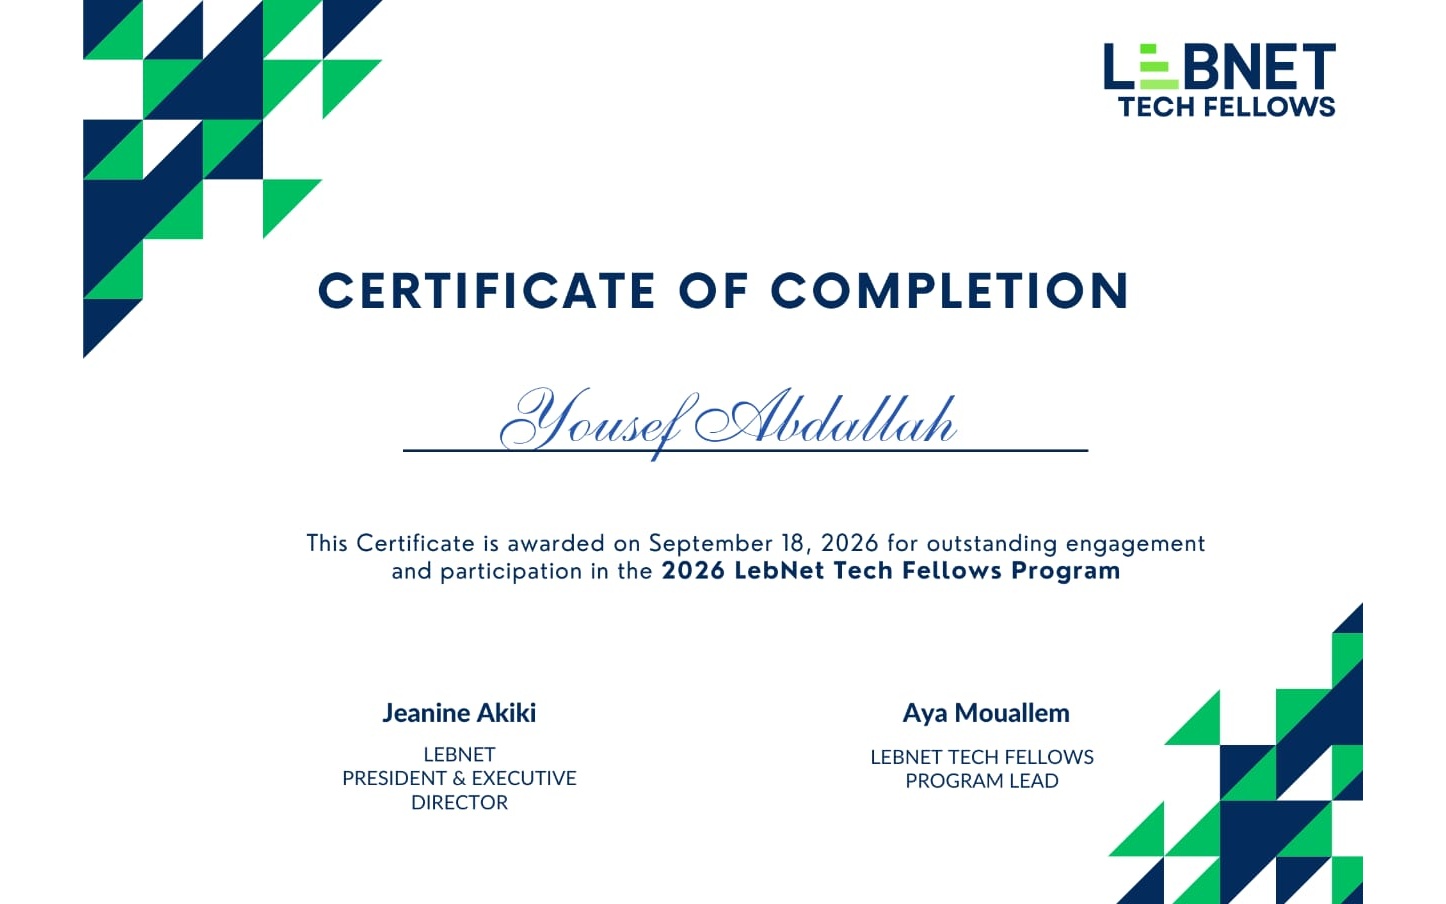 LEBNET
TECH FELLOWS
CERTIFICATE OF COMPLETION
Yousef Abdallah
This Certificate is awarded on September 18, 2026 for outstanding engagement
and participation in the 2026 LebNet Tech Fellows Program
Jeanine Akiki
LEBNET
PRESIDENT & EXECUTIVE
DIRECTOR
Aya Mouallem
LEBNET TECH FELLOWS
PROGRAM LEAD